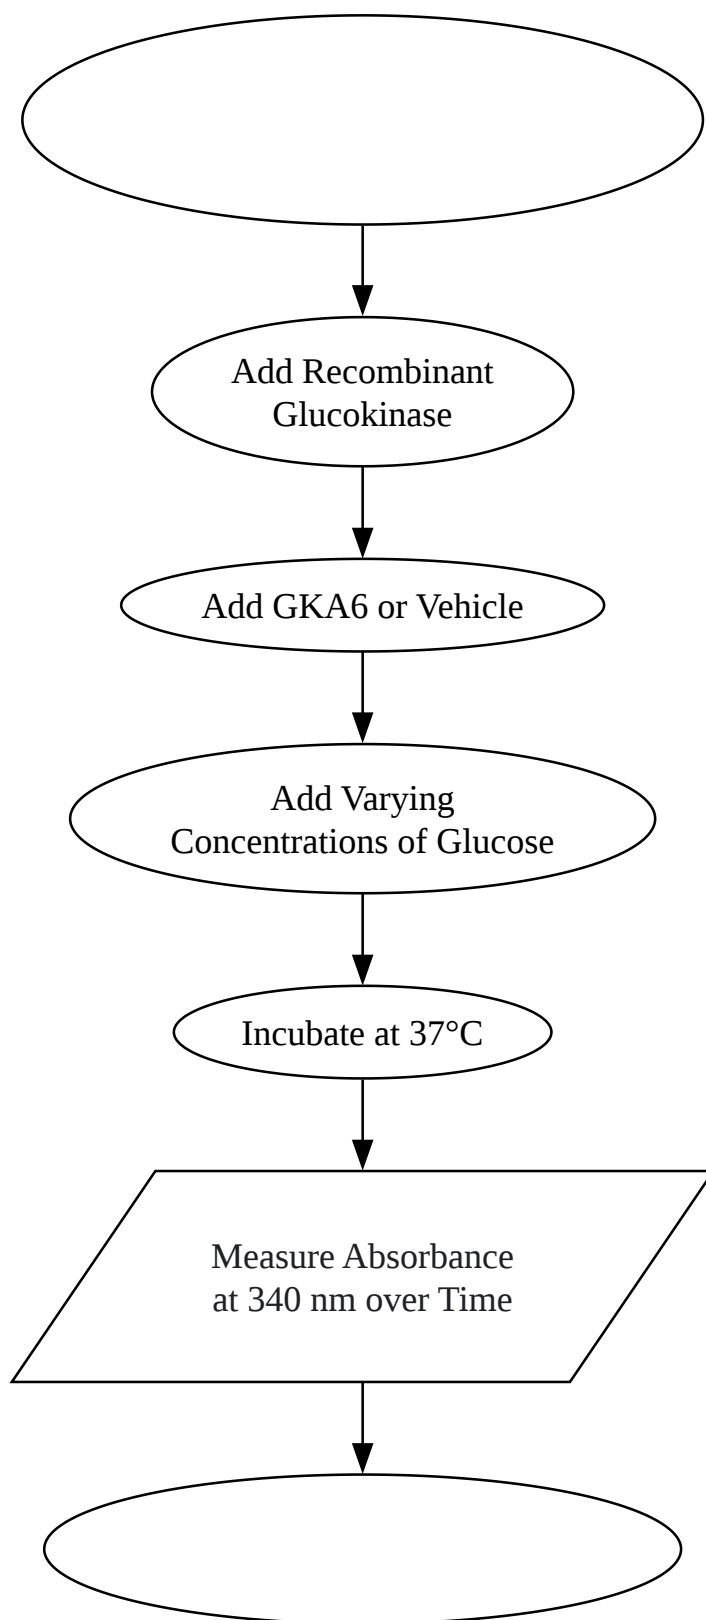 Add Recombinant
Glucokinase
Add GKA6 or Vehicle
Add Varying
Concentrations of Glucose
Incubate at 37°C
Measure Absorbance
at 340 nm over Time